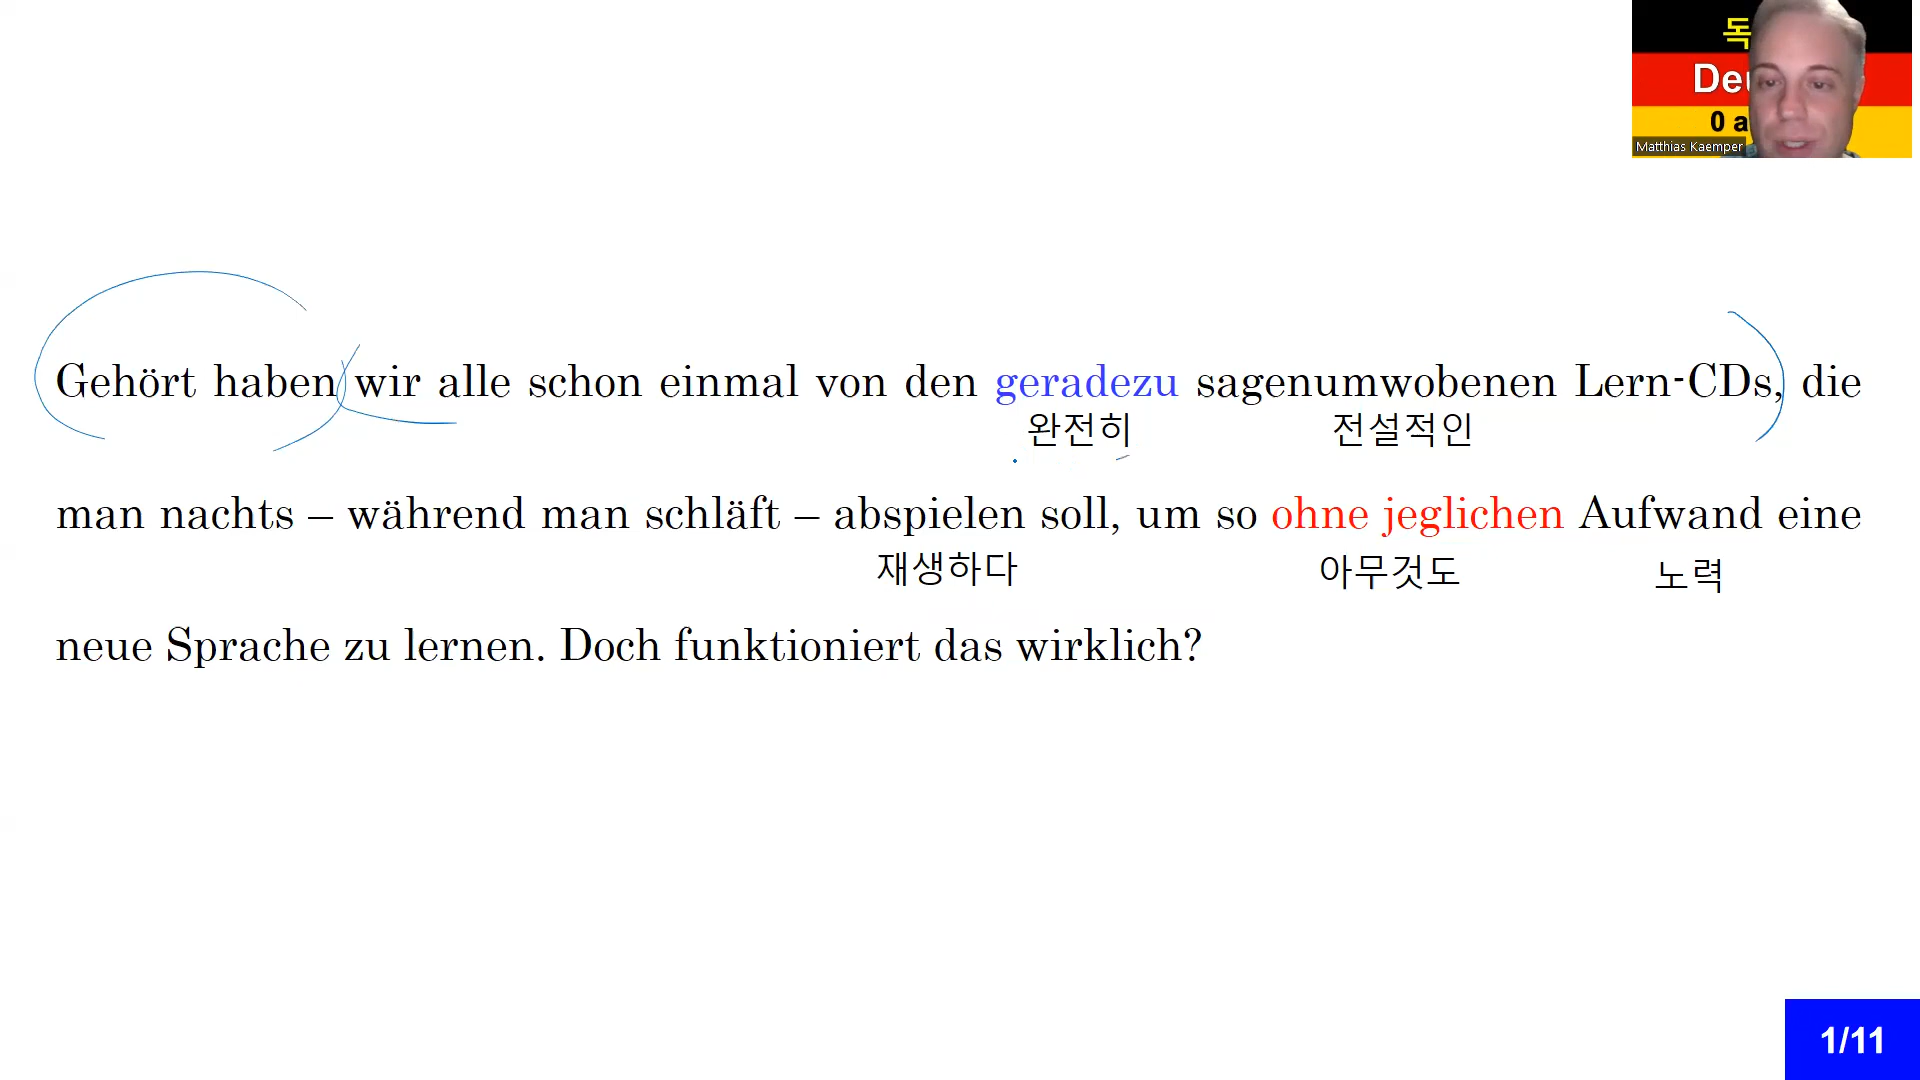 독
Deu
0 a
Matthias Kaemper
Gehört haben wir alle schon einmal von den geradezu sagenumwobenen Lern-CDs, die
완전히 전설적인
man nachts – während man schläft – abspielen soll, um so ohne jeglichen Aufwand eine
재생하다 아무것도 노력
neue Sprache zu lernen. Doch funktioniert das wirklich?
1/11